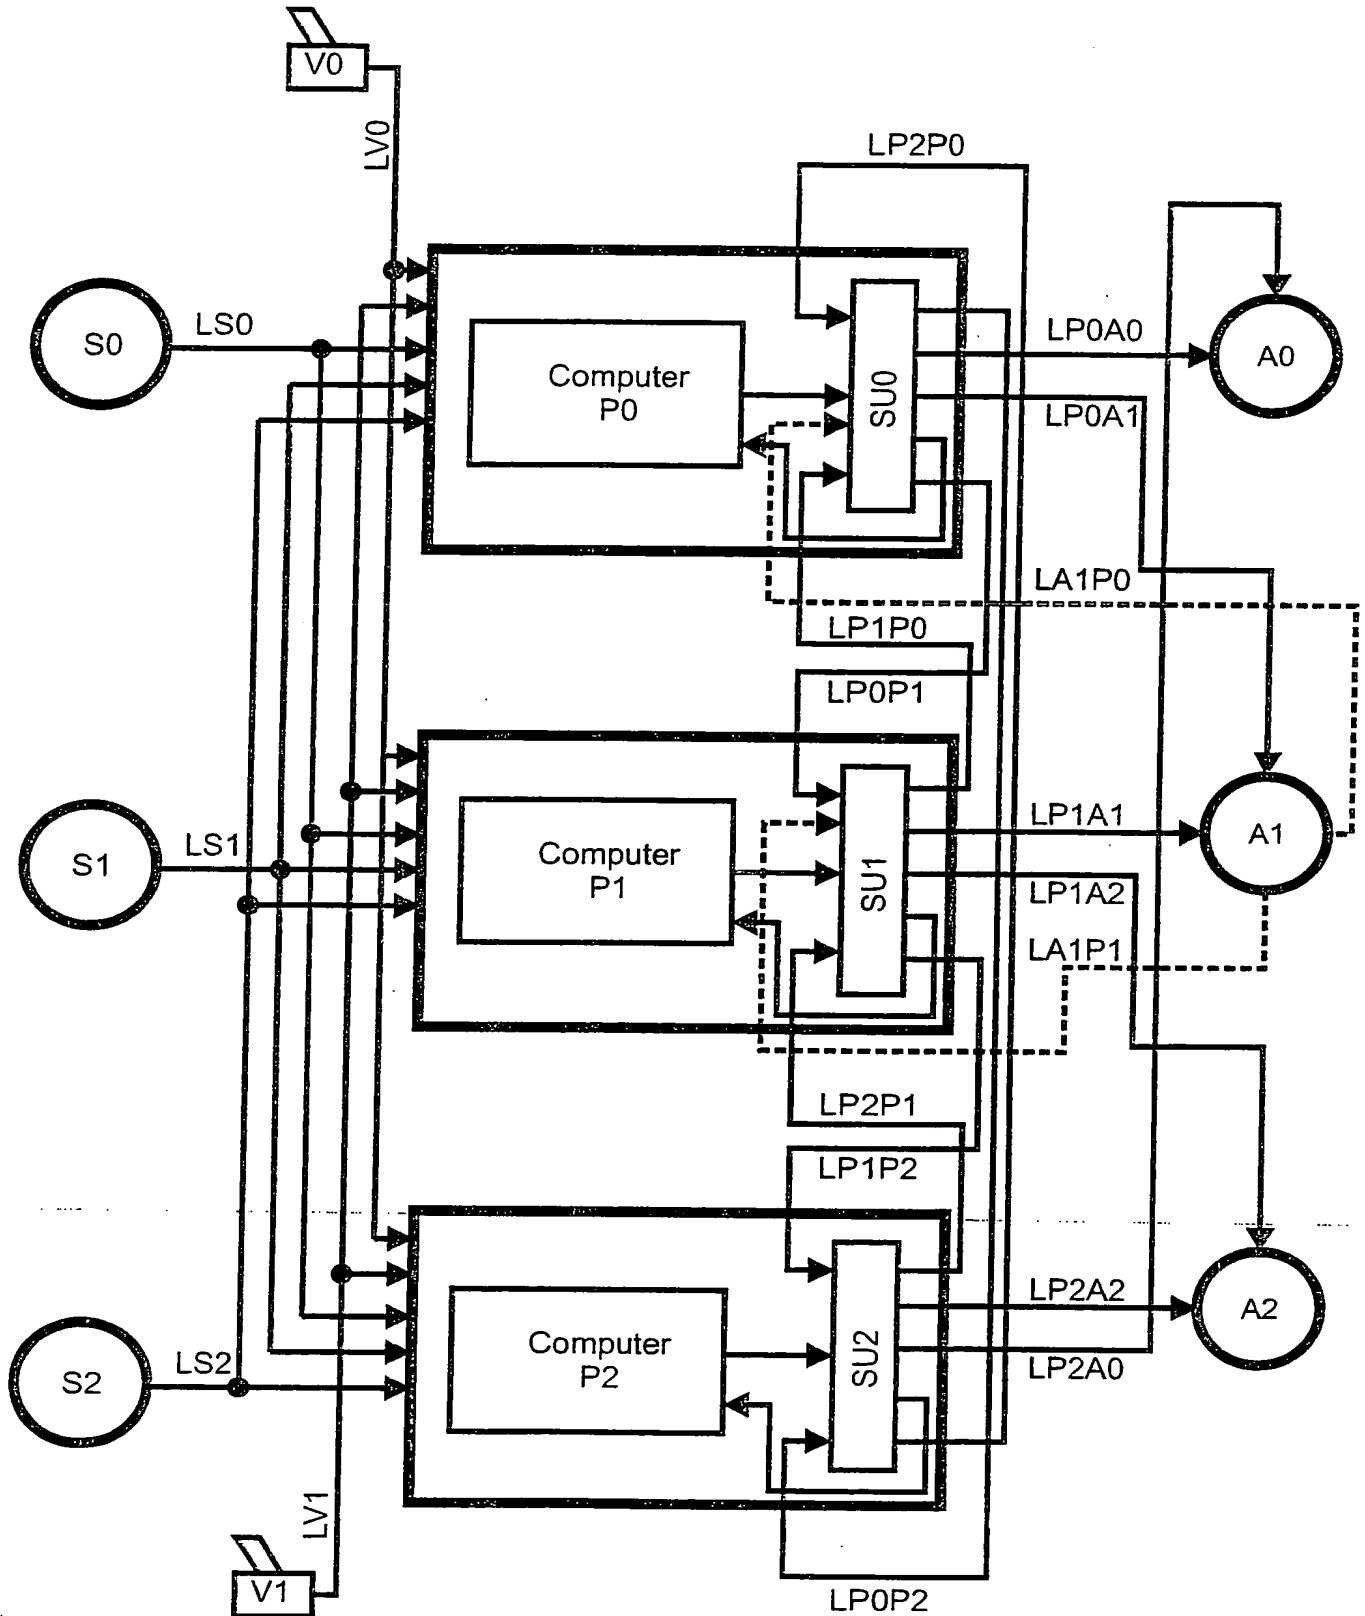 V0
LV0
LP2P0
S0
LS0
Computer
P0
SU0
LP0A0
A0
LP0A1
LA1P0
LP1P0
LP0P1
S1
LS1
Computer
P1
SU1
LP1A1
A1
LP1A2
LA1P1
LP2P1
LP1P2
S2
LS2
Computer
P2
SU2
LP2A2
A2
LP2A0
LV1
V1
LP0P2